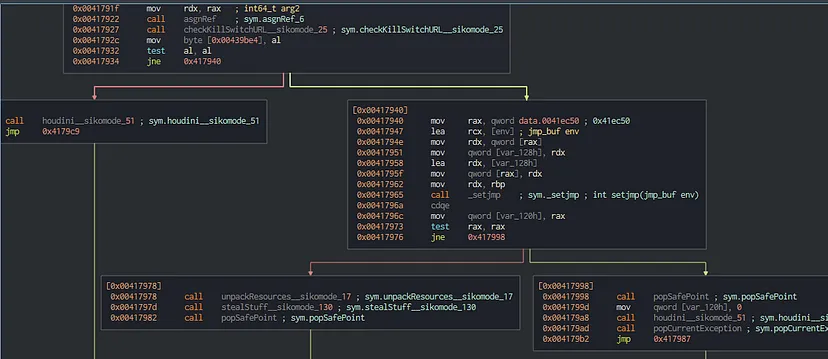 0x0041791f mov rdx, rax ; int64_t arg2
0x00417922 call asgnRef ; sym.asgnRef_6
0x00417927 call checkKillSwitchURL__sikomode_25 ; sym.checkKillSwitchURL__sikomode_25
0x0041792c mov byte [0x00439be4], al
0x00417932 test al, al
0x00417934 jne 0x417940
call houdini__sikomode_51 ; sym.houdini__sikomode_51
jmp 0x4179c9
[0x00417940]
0x00417940 mov rax, qword data.0041ec50 ; 0x41ec50
0x00417947 lea rcx, [env] ; jmp_buf env
0x0041794e mov rdx, qword [rax]
0x00417951 mov qword [var_128h], rdx
0x00417958 lea rdx, [var_128h]
0x0041795f mov qword [rax], rdx
0x00417962 mov rdx, rbp
0x00417965 call _setjmp ; sym._setjmp ; int setjmp(jmp_buf env)
0x0041796a cdqe
0x0041796c mov qword [var_120h], rax
0x00417973 test rax, rax
0x00417976 jne 0x417998
[0x00417978]
0x00417978 call unpackResources__sikomode_17 ; sym.unpackResources__sikomode_17
0x0041797d call stealStuff__sikomode_130 ; sym.stealStuff__sikomode_130
0x00417982 call popSafePoint ; sym.popSafePoint
[0x00417998]
0x00417998 call popSafePoint ; sym.popSafePoint
0x0041799d mov qword [var_120h], 0
0x004179a8 call houdini__sikomode_51 ; sym.houdini__s
0x004179ad call popCurrentException ; sym.popCurrentEx
0x004179b2 jmp 0x417987